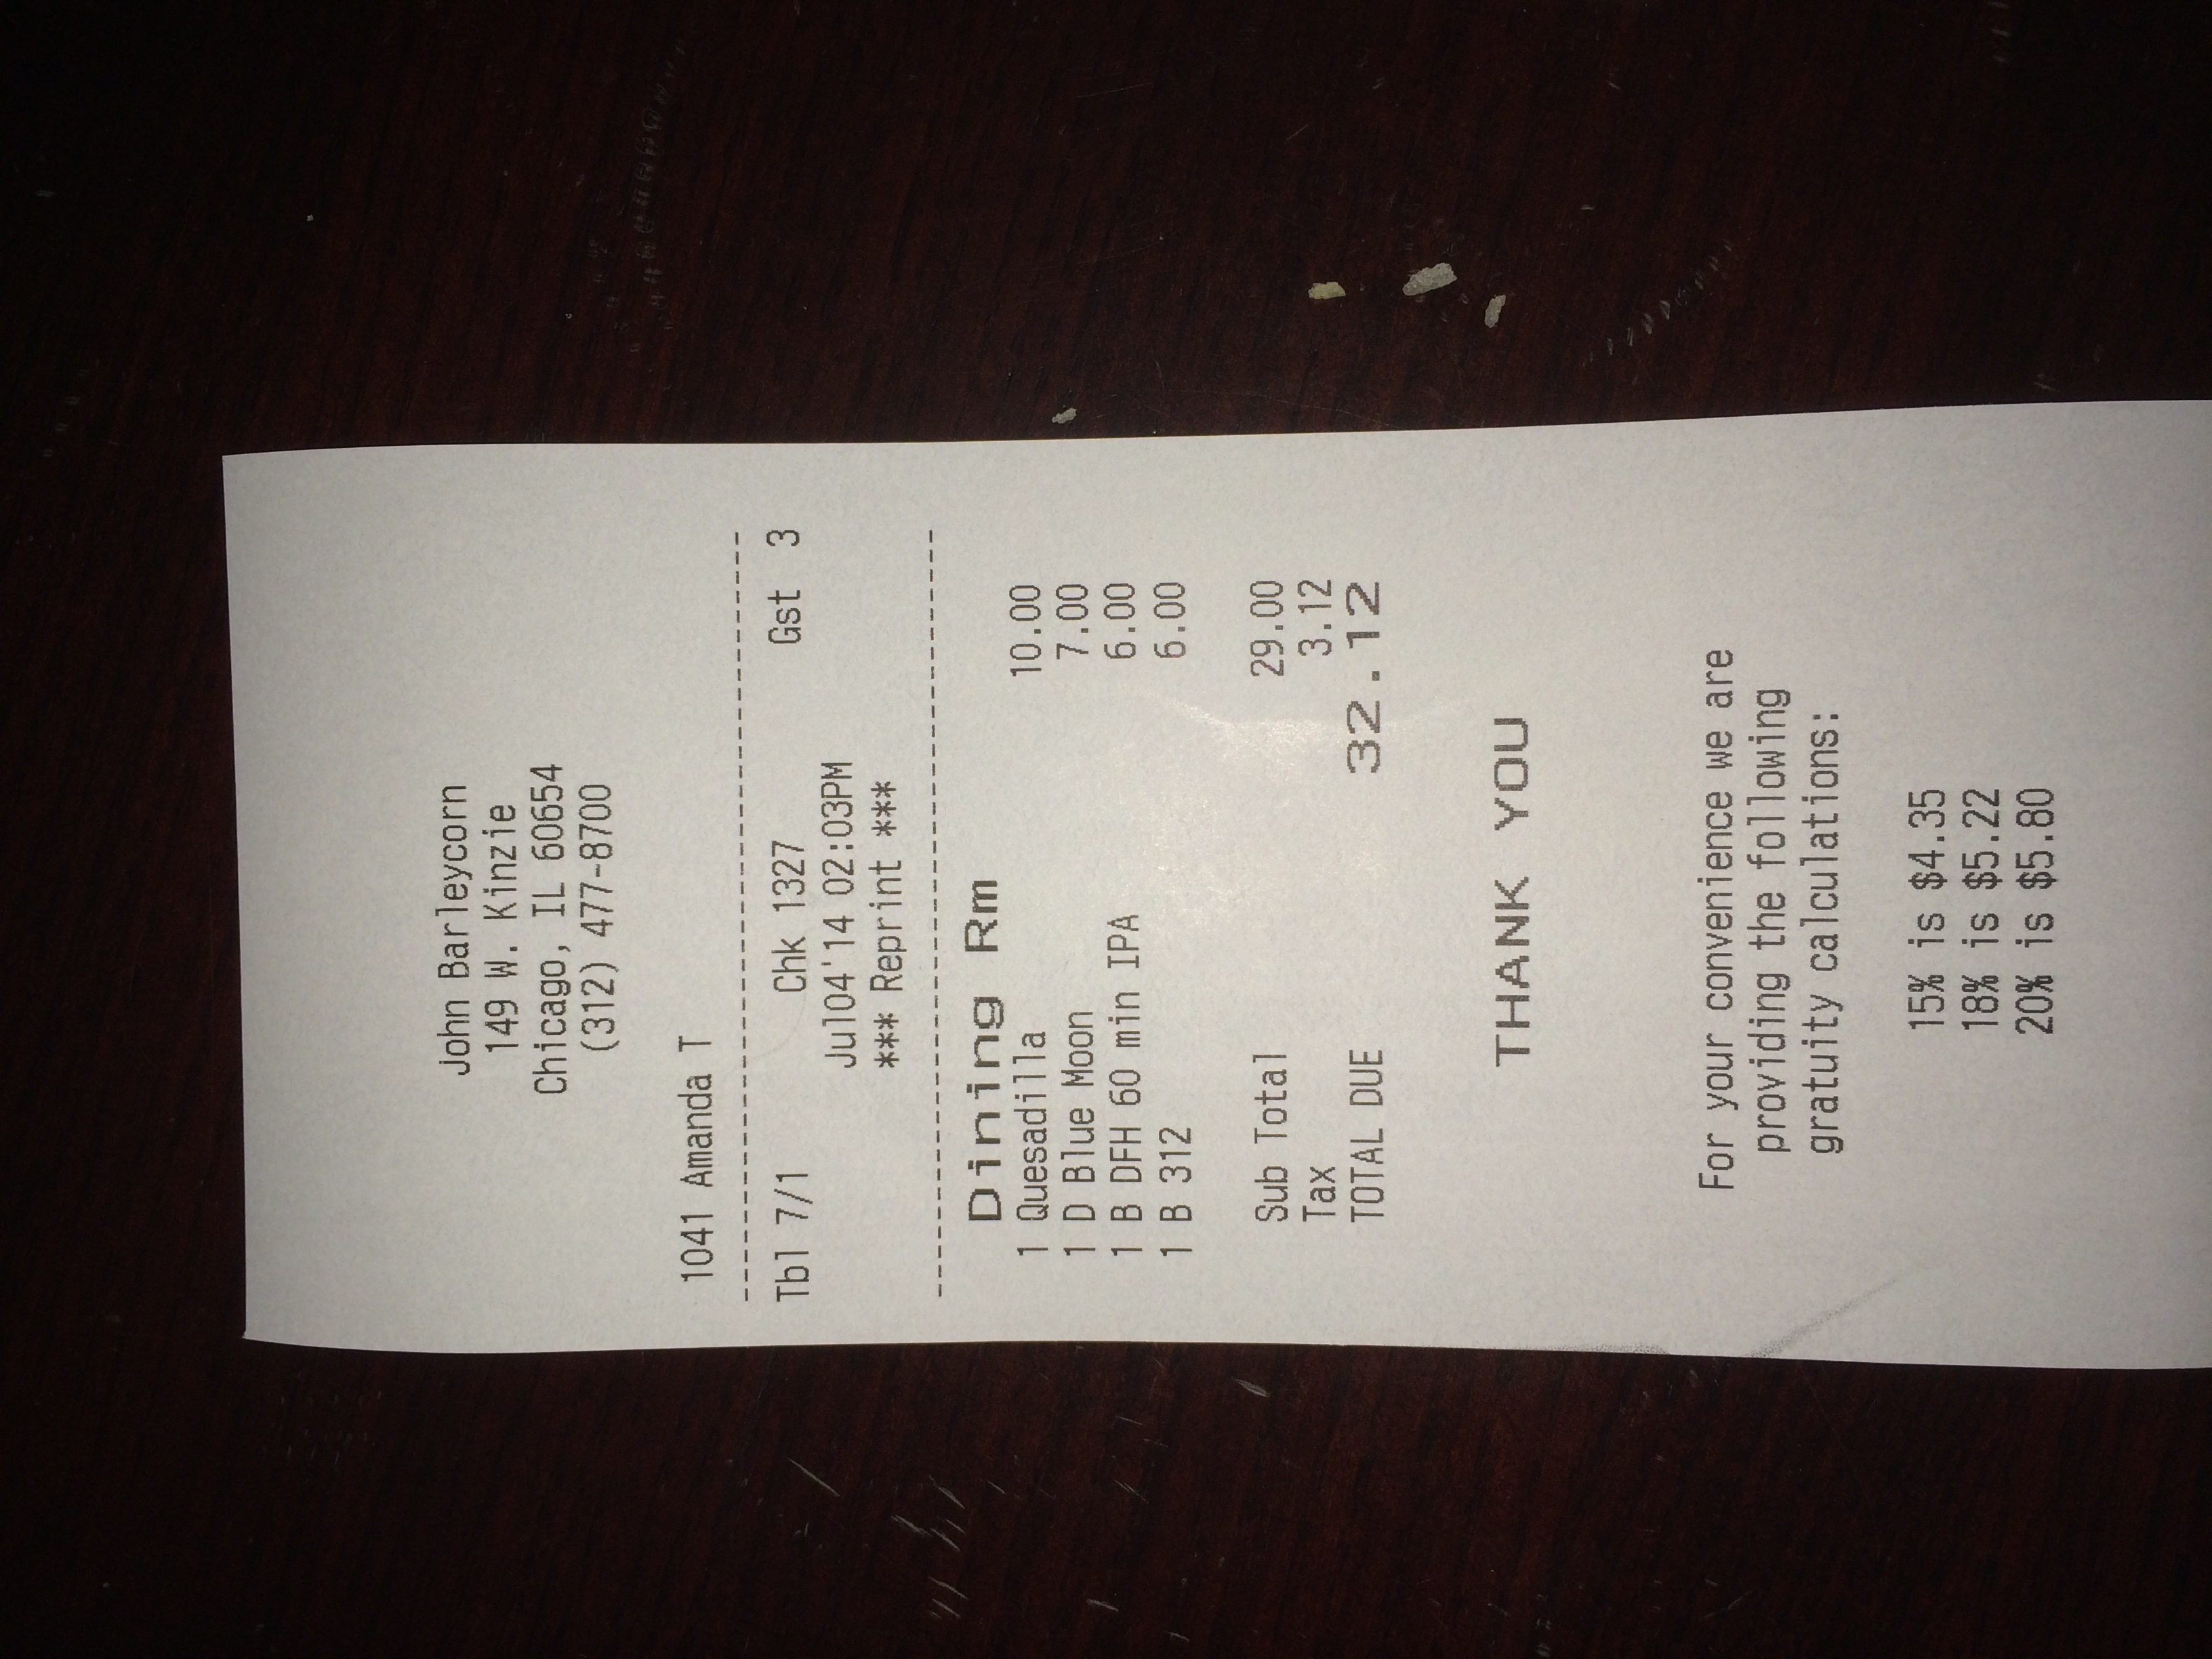 John Barleycorn
149 W. Kinzie
Chicago, IL 60654
(312) 477-8700
1041 Amanda T
----------------------------------------
Tbl 7/1 Chk 1327 Gst 3
Jul04'14 02:03PM
*** Reprint ***
----------------------------------------
Dining Rm
1 Quesadilla 10.00
1 D Blue Moon 7.00
1 B DFH 60 min IPA 6.00
1 B 312 6.00
Sub Total 29.00
Tax 3.12
TOTAL DUE 32.12
THANK YOU
For your convenience we are
providing the following
gratuity calculations:
15% is $4.35
18% is $5.22
20% is $5.80